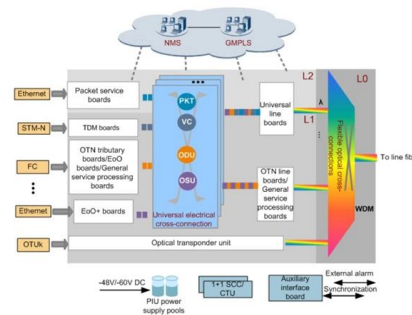 NMS
GMPLS
L2
L0
Ethernet
Packet service
boards
PKT
Universal
line
boards
λ
L1
STM-N
TDM boards
VC
FC
OTN tributary
boards/EoO
boards/General
service processing
boards
ODU
Flexible optical cross-
connections
To line fib
OTN line
boards/
General
service
processing
boards
OSU
Ethernet
EoO+ boards
Universal electrical
cross-connection
WDM
OTUk
Optical transponder unit
-48V/-60V DC
PIU power
supply pools
1+1 SCC/
CTU
Auxiliary
interface
board
External alarm
Synchronization